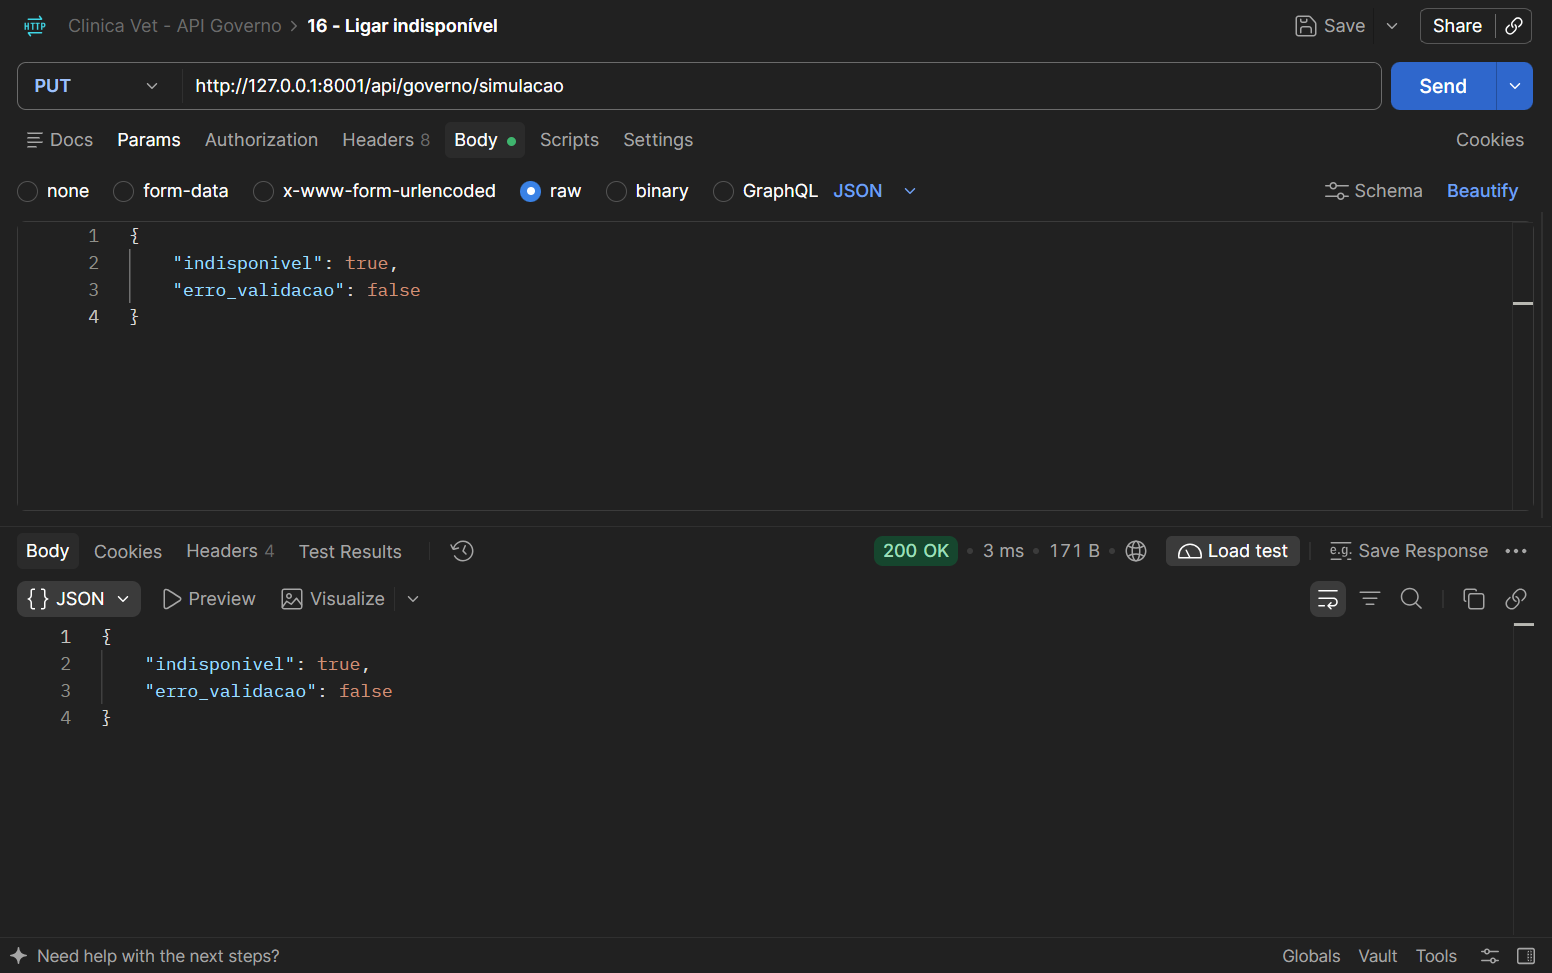 HTTP Clinica Vet - API Governo > 16 - Ligar indisponível Save Share
PUT http://127.0.0.1:8001/api/governo/simulacao Send
Docs Params Authorization Headers 8 Body Scripts Settings Cookies
none form-data x-www-form-urlencoded raw binary GraphQL JSON Schema Beautify
1 {
2 "indisponivel": true,
3 "erro_validacao": false
4 }
Body Cookies Headers 4 Test Results 200 OK • 3 ms • 171 B • Load test e.g. Save Response
{} JSON Preview Visualize
1 {
2 "indisponivel": true,
3 "erro_validacao": false
4 }
Need help with the next steps? Globals Vault Tools